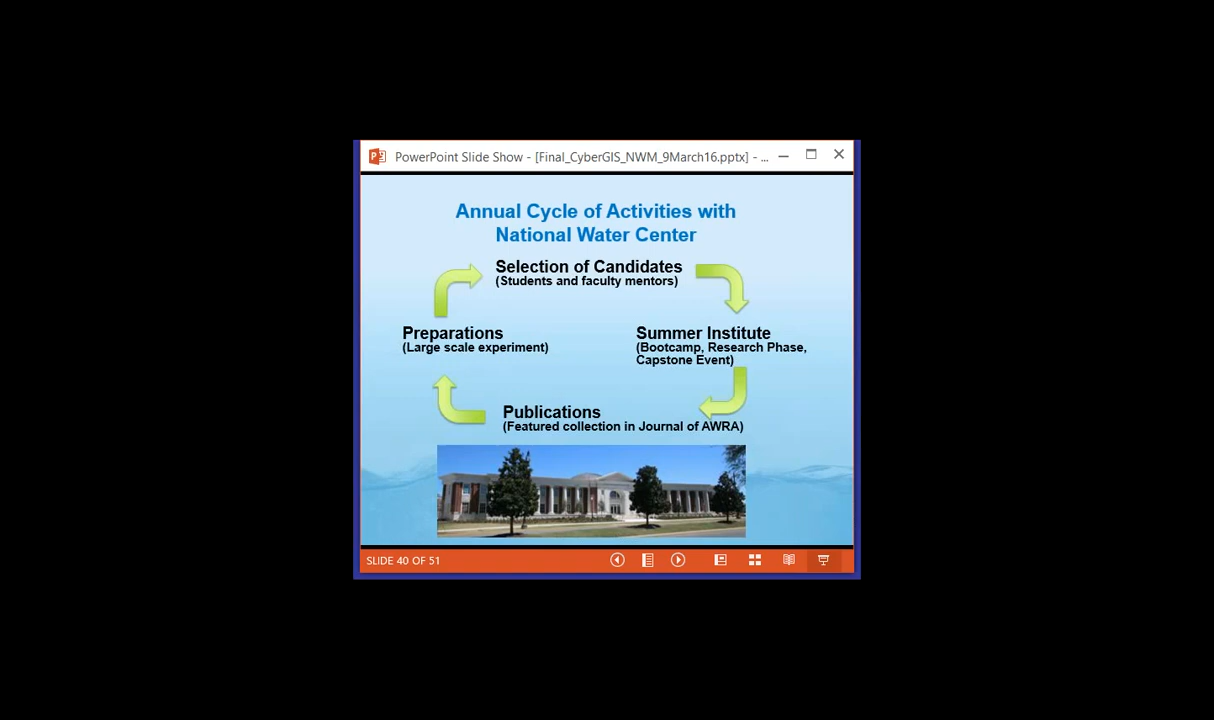 PowerPoint Slide Show - [Final_CyberGIS_NWM_9March16.pptx] - ...
Annual Cycle of Activities with
National Water Center
Selection of Candidates
(Students and faculty mentors)
Preparations
(Large scale experiment)
Summer Institute
(Bootcamp, Research Phase,
Capstone Event)
Publications
(Featured collection in Journal of AWRA)
SLIDE 40 OF 51